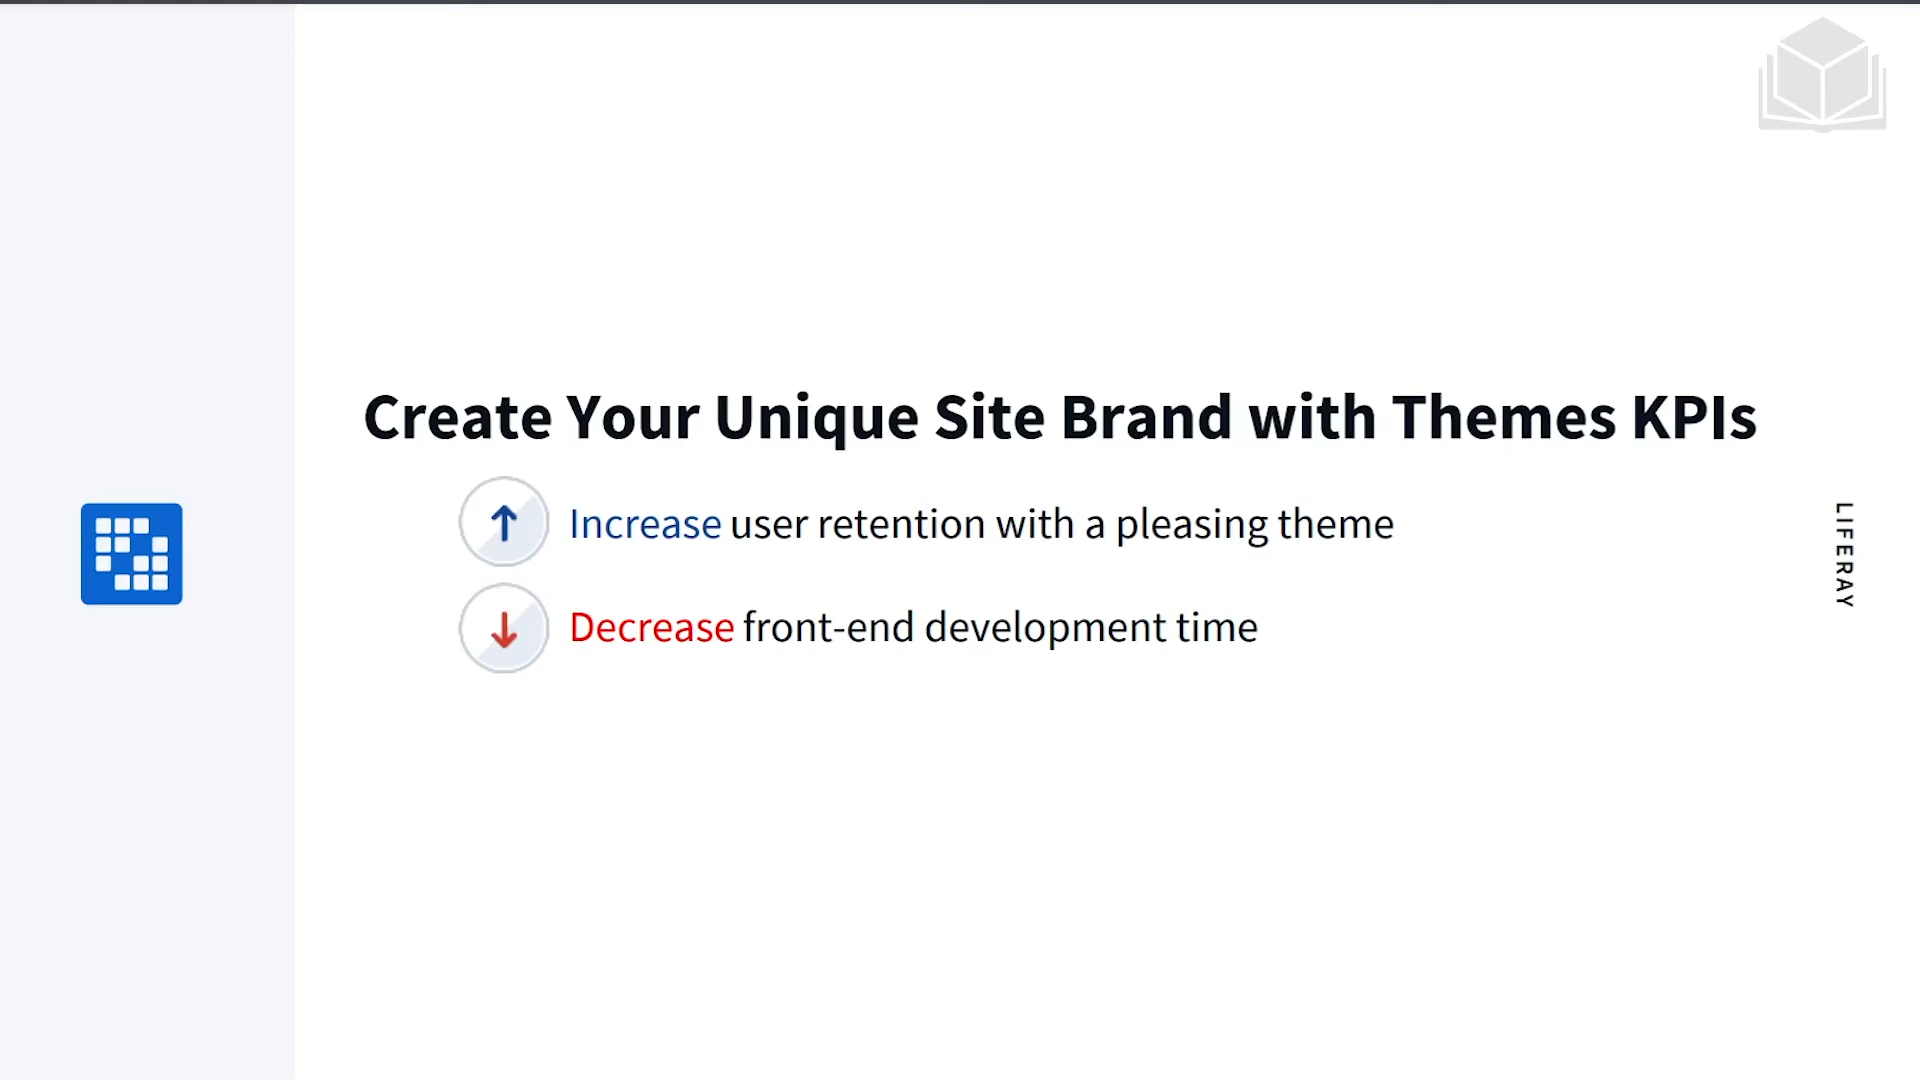 Create Your Unique Site Brand with Themes KPIs
Increase user retention with a pleasing theme
Decrease front-end development time
LIFERAY